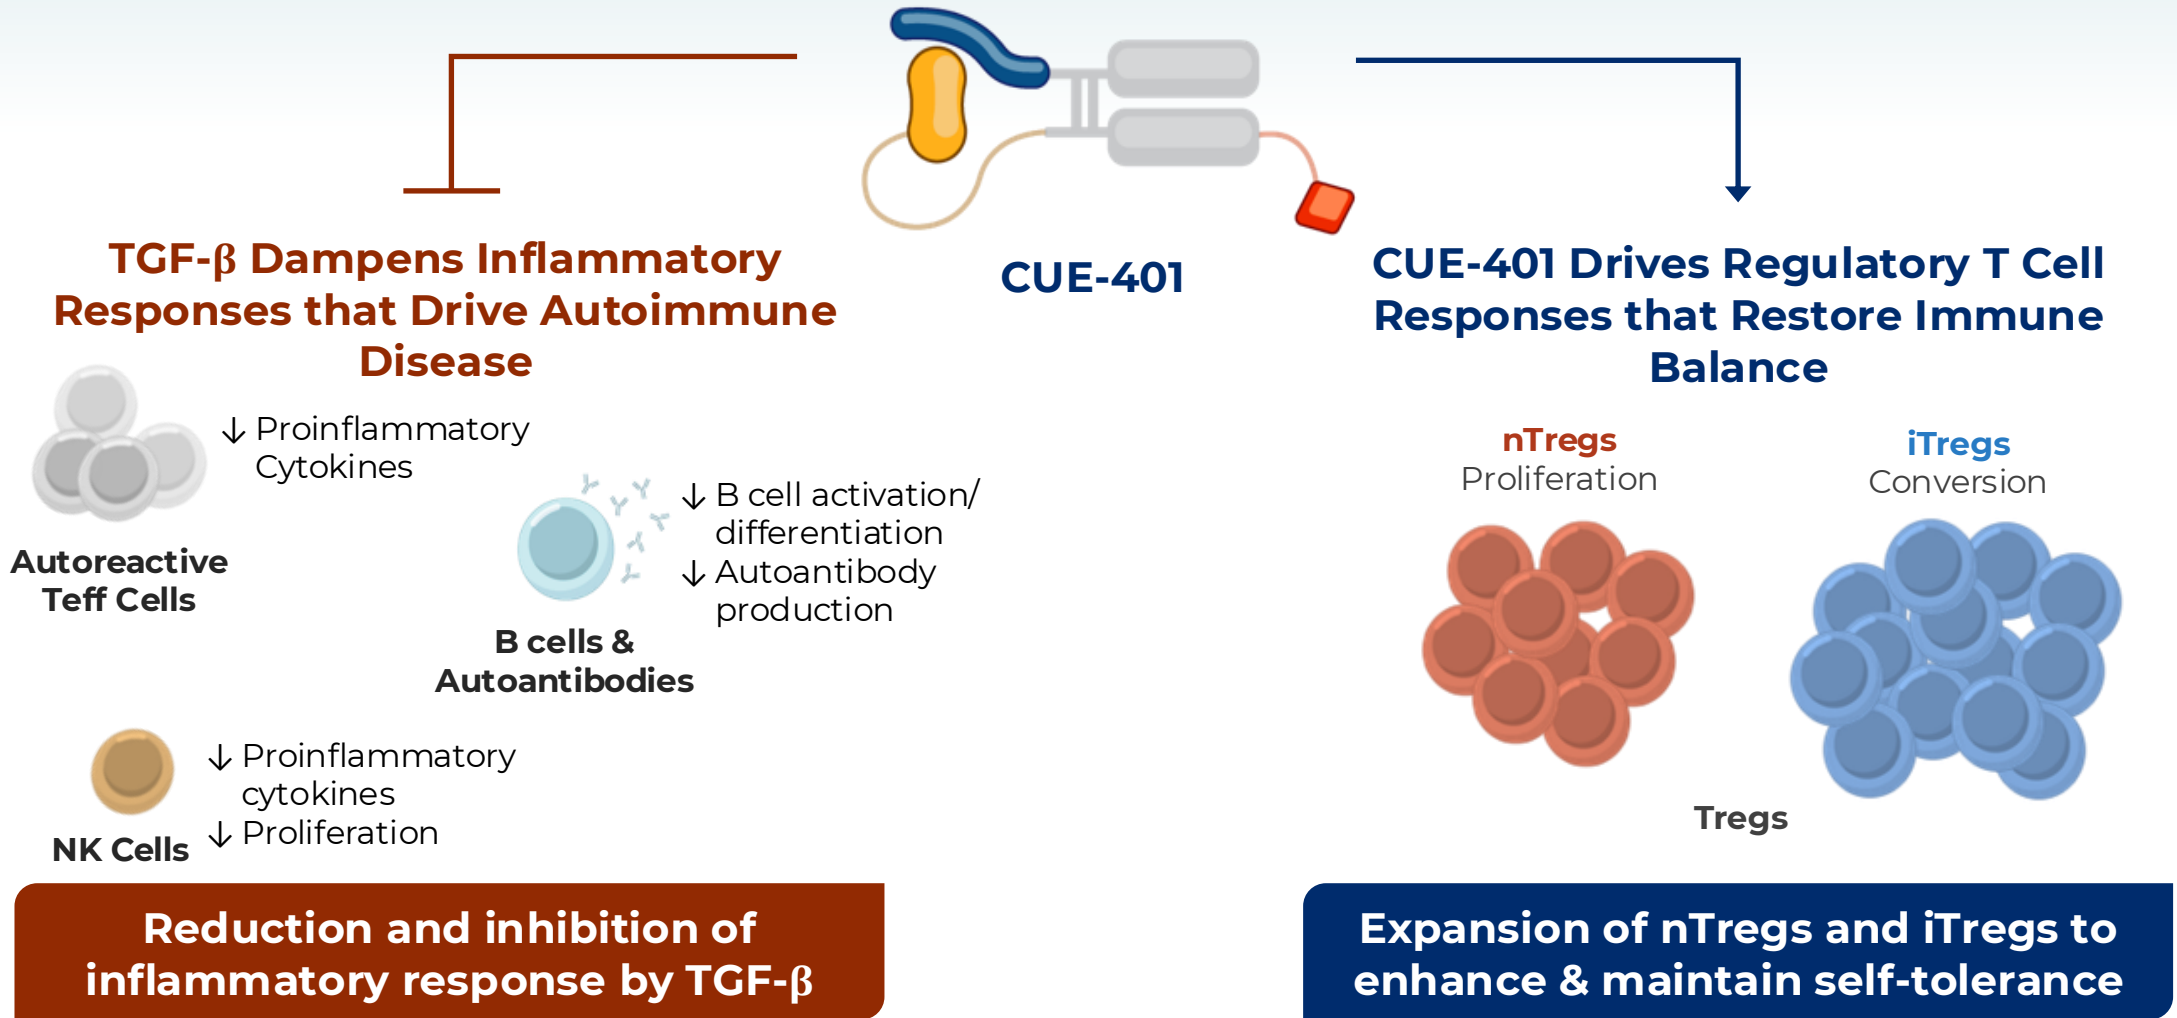 CUE-401
TGF-β Dampens Inflammatory
Responses that Drive Autoimmune
Disease
↓ Proinflammatory
Cytokines
Autoreactive
Teff Cells
↓ B cell activation/
differentiation
↓ Autoantibody
production
B cells &
Autoantibodies
↓ Proinflammatory
cytokines
↓ Proliferation
NK Cells
Reduction and inhibition of
inflammatory response by TGF-β
CUE-401 Drives Regulatory T Cell
Responses that Restore Immune
Balance
nTregs
Proliferation
iTregs
Conversion
Tregs
Expansion of nTregs and iTregs to
enhance & maintain self-tolerance